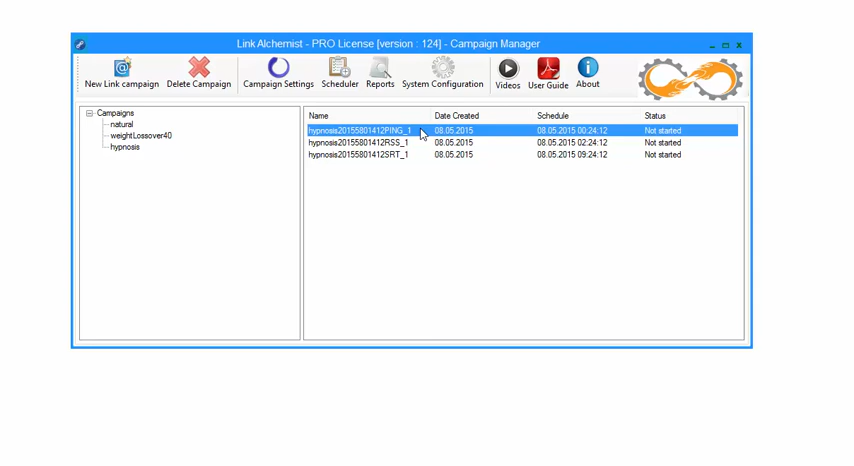 Link Alchemist - PRO License [version : 124] - Campaign Manager
New Link campaign Delete Campaign Campaign Settings Scheduler Reports System Configuration Videos User Guide About
Campaigns
natural
weightLossover40
hypnosis
Name Date Created Schedule Status
hypnosis20155801412PING_1 08.05.2015 08.05.2015 00:24:12 Not started
hypnosis20155801412RSS_1 08.05.2015 08.05.2015 02:24:12 Not started
hypnosis20155801412SRT_1 08.05.2015 08.05.2015 09:24:12 Not started